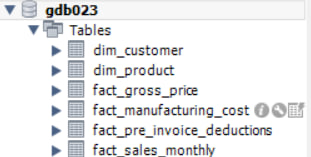 gdb023
Tables
dim_customer
dim_product
fact_gross_price
fact_manufacturing_cost
fact_pre_invoice_deductions
fact_sales_monthly